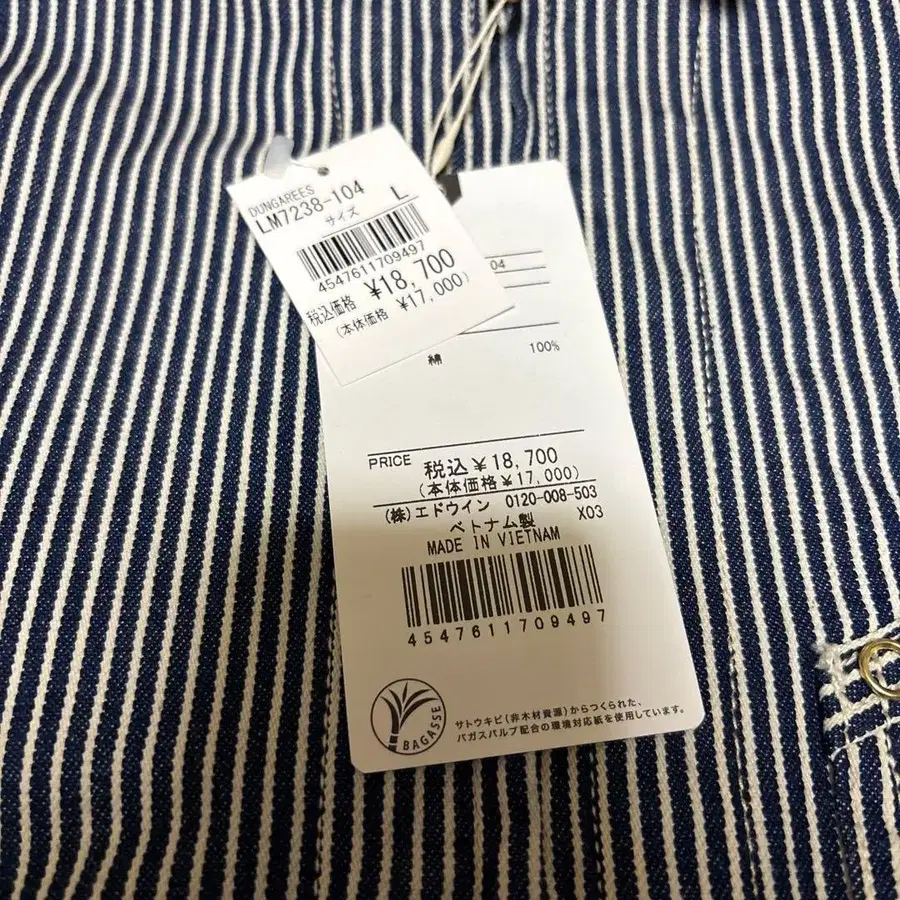 DUNGAREES
LM7238-104
サイズ L
4547611709497
税込価格 ¥18,700
(本体価格 ¥17,000)
04
綿 100%
PRICE 税込¥18,700
(本体価格¥17,000)
(株)エドウイン 0120-008-503
ベトナム製 X03
MADE IN VIETNAM
4547611709497
BAGASSE
サトウキビ(非木材資源)からつくられた、
バガスパルプ配合の環境対応紙を使用しています。